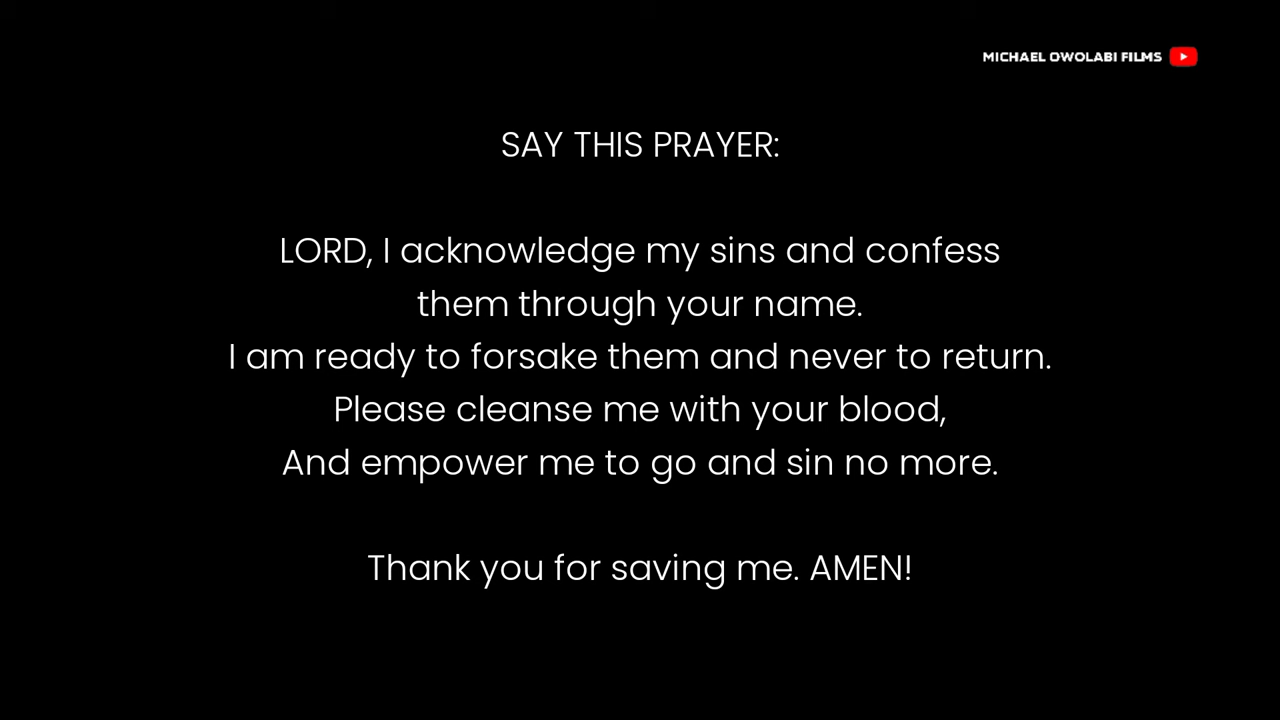 MICHAEL OWOLABI FILMS
SAY THIS PRAYER:
LORD, I acknowledge my sins and confess
them through your name.
I am ready to forsake them and never to return.
Please cleanse me with your blood,
And empower me to go and sin no more.
Thank you for saving me. AMEN!